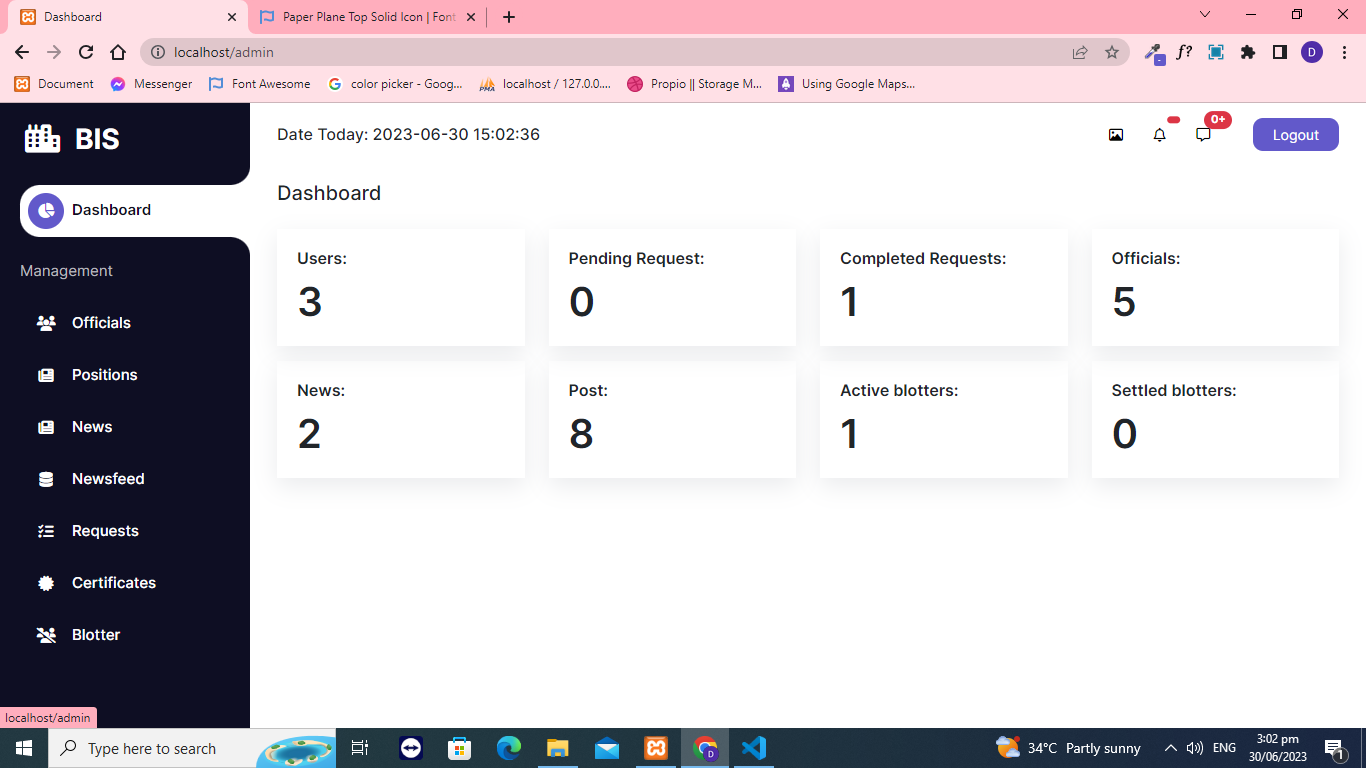 Dashboard
Paper Plane Top Solid Icon | Font
localhost/admin
f?
D
Document
Messenger
Font Awesome
color picker - Goog...
localhost / 127.0.0....
Propio || Storage M...
Using Google Maps...
BIS
Date Today: 2023-06-30 15:02:36
0+
Logout
Dashboard
Dashboard
Management
Officials
Positions
News
Newsfeed
Requests
Certificates
Blotter
Users:
3
Pending Request:
0
Completed Requests:
1
Officials:
5
News:
2
Post:
8
Active blotters:
1
Settled blotters:
0
localhost/admin
Type here to search
D
34°C Partly sunny
ENG
3:02 pm
30/06/2023
1